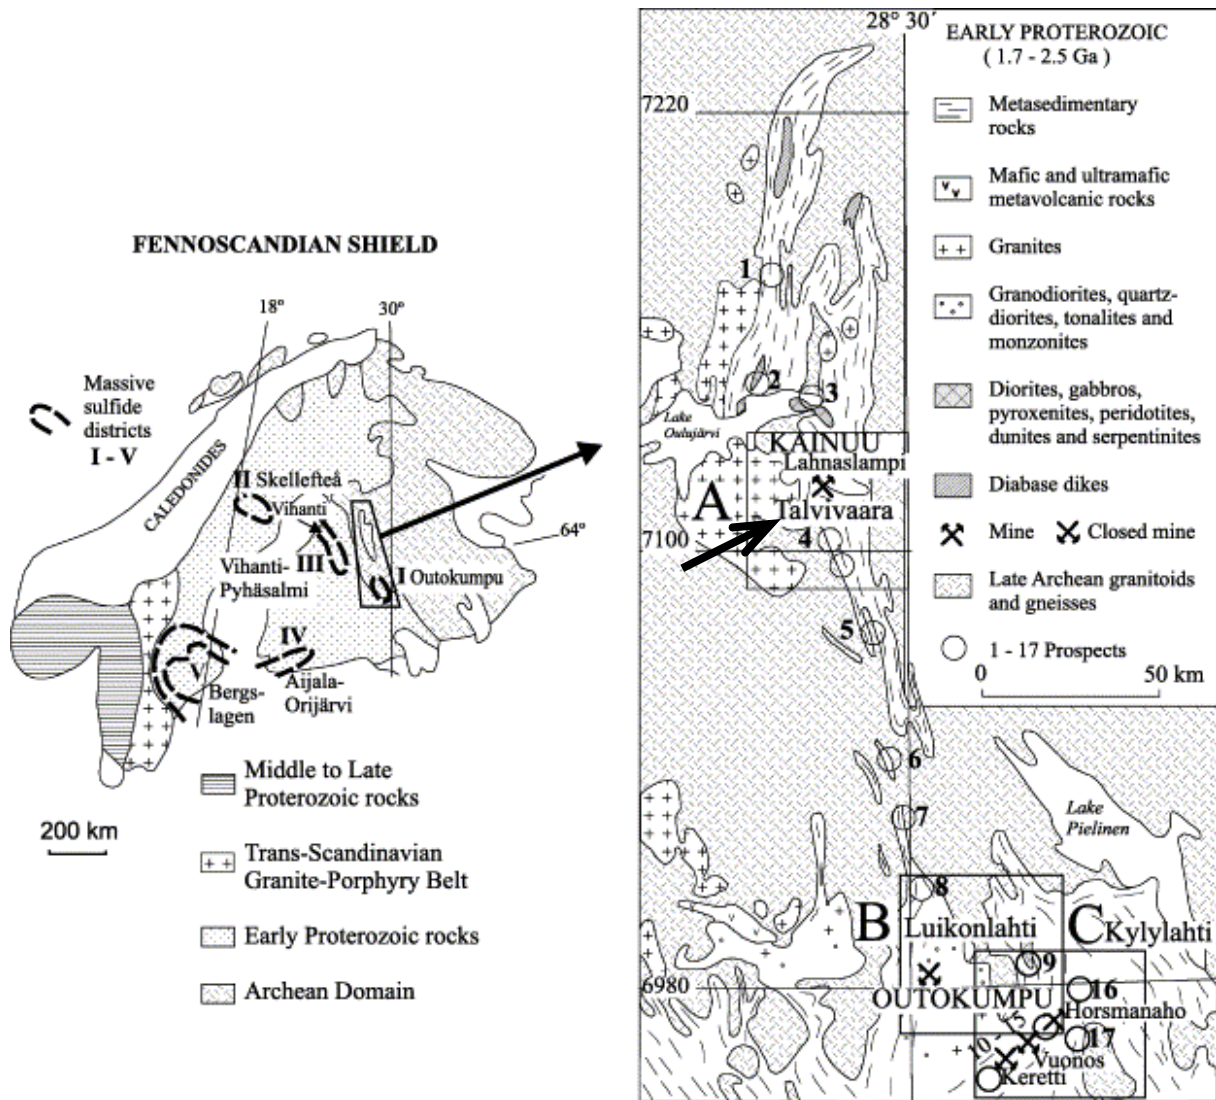 FENNOSCANDIAN SHIELD
18°
30°
Massive
sulfide
districts
I - V
CALEDONIDES
II Skellefteå
Vihanti
64°
III
Vihanti-
Pyhäsalmi
I Outokumpu
IV
Aijala-
Orijärvi
V
Bergs-
lagen
200 km
Middle to Late
Proterozoic rocks
Trans-Scandinavian
Granite-Porphyry Belt
Early Proterozoic rocks
Archean Domain
28° 30´
7220
1
2
3
Lake
Oulujärvi
KAINUU
Lahnaslampi
A
Talvivaara
4
7100
5
6
7
Lake
Pielinen
8
B
Luikonlahti
C
Kylylahti
9
6980
OUTOKUMPU
16
Horsmanaho
10 - 15
17
Vuonos
Keretti
EARLY PROTEROZOIC
( 1.7 - 2.5 Ga )
Metasedimentary
rocks
Mafic and ultramafic
metavolcanic rocks
Granites
Granodiorites, quartz-
diorites, tonalites and
monzonites
Diorites, gabbros,
pyroxenites, peridotites,
dunites and serpentinites
Diabase dikes
Mine
Closed mine
Late Archean granitoids
and gneisses
1 - 17 Prospects
0 50 km